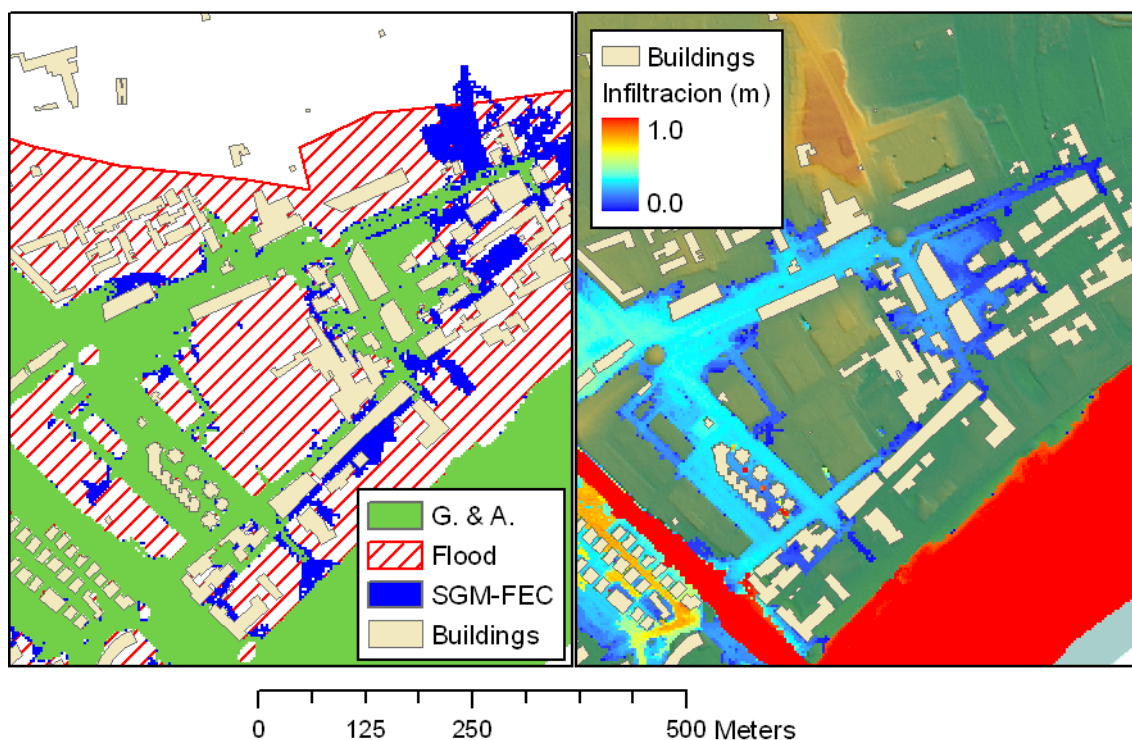 G. & A.
Flood
SGM-FEC
Buildings
Buildings
Infiltracion (m)
1.0
0.0
0 125 250 500 Meters